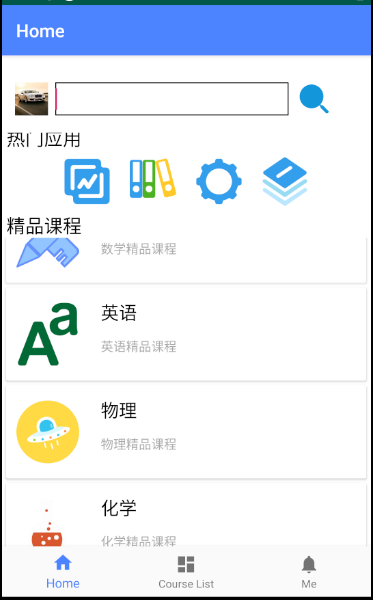 Home
热门应用
精品课程
数学精品课程
英语
英语精品课程
物理
物理精品课程
化学
化学精品课程
Home
Course List
Me